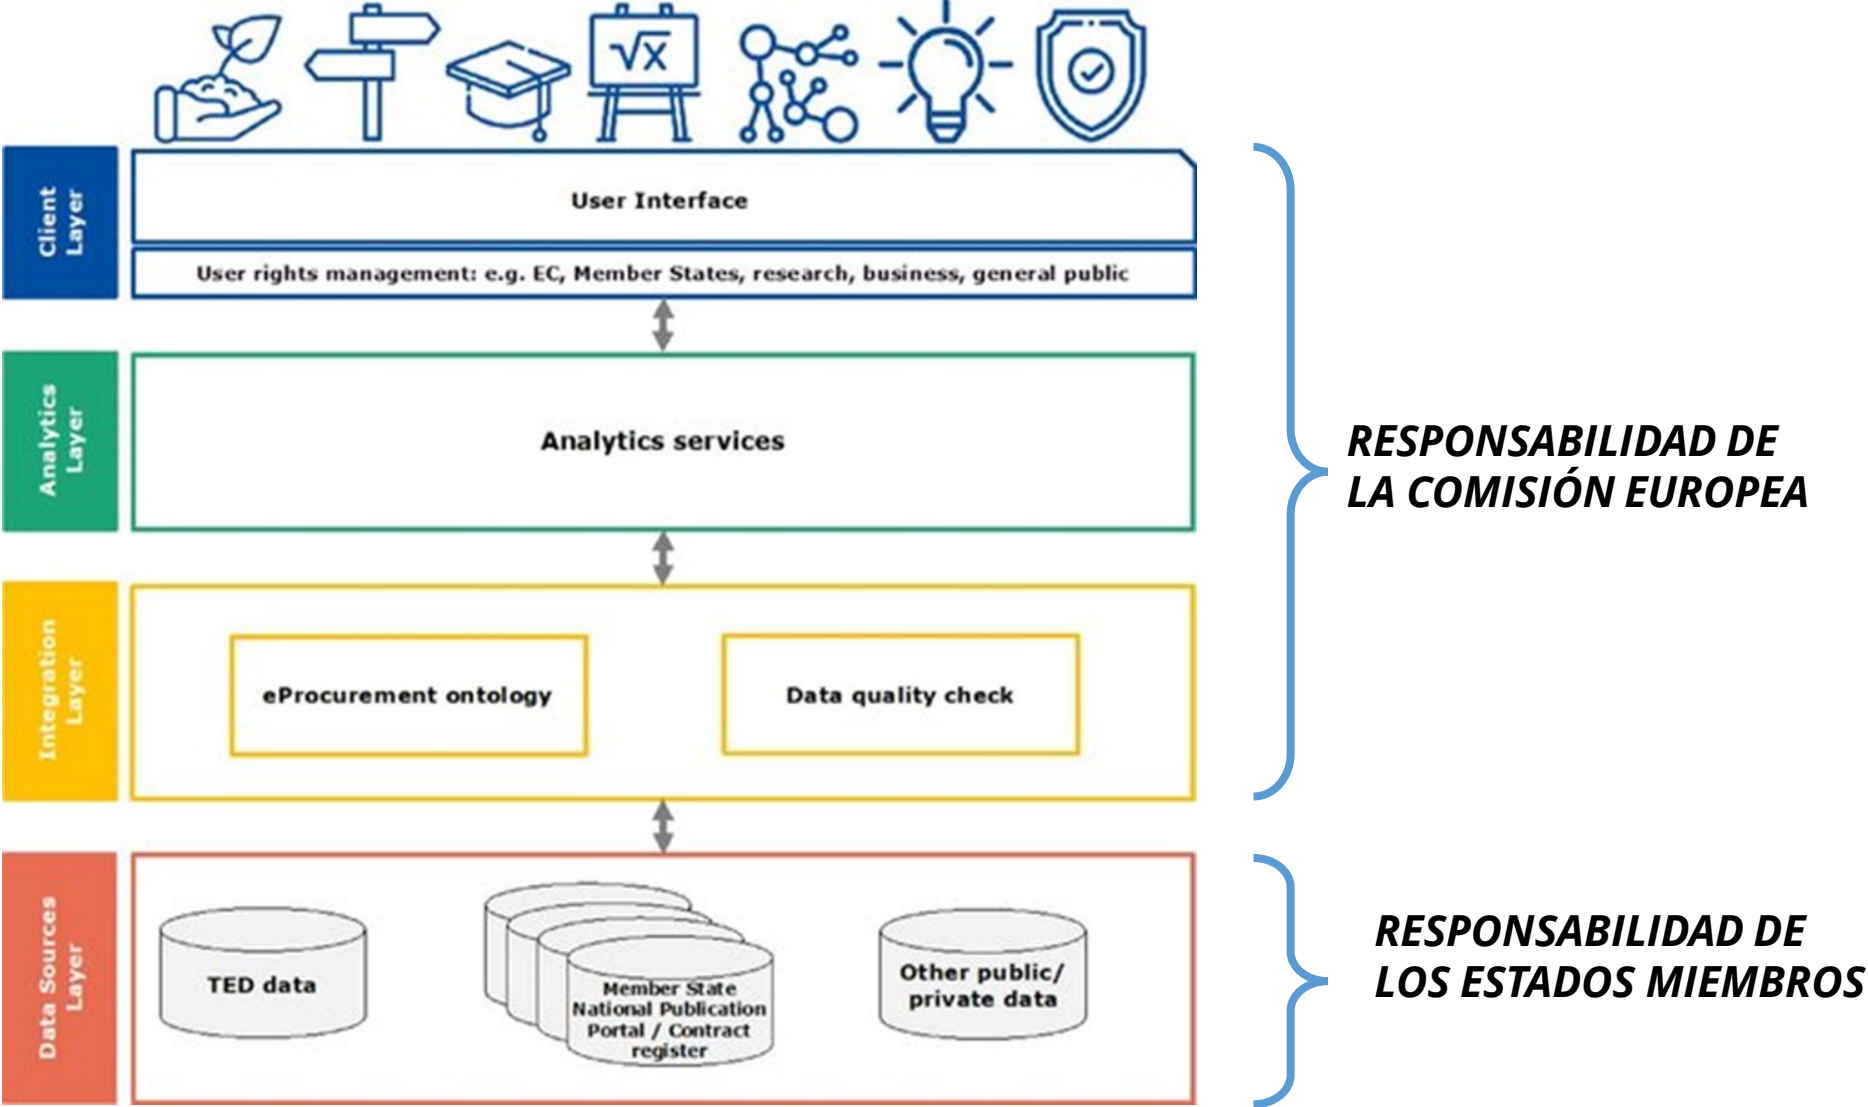 √x
Client
Layer
User Interface
User rights management: e.g. EC, Member States, research, business, general public
Analytics
Layer
Analytics services
RESPONSABILIDAD DE
LA COMISIÓN EUROPEA
Integration
Layer
eProcurement ontology
Data quality check
Data Sources
Layer
TED data
Member State
National Publication
Portal / Contract
register
Other public/
private data
RESPONSABILIDAD DE
LOS ESTADOS MIEMBROS